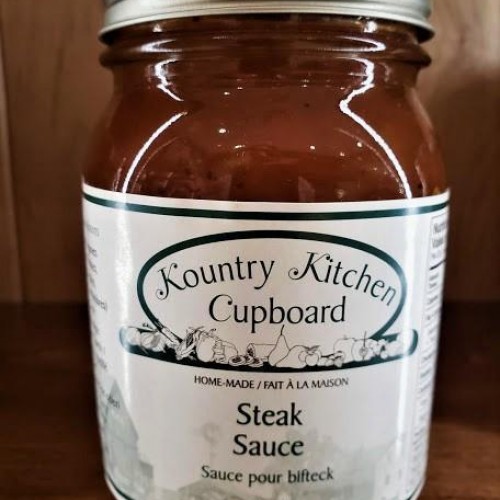 Kountry Kitchen
Cupboard
HOME-MADE / FAIT À LA MAISON
Steak
Sauce
Sauce pour bifteck